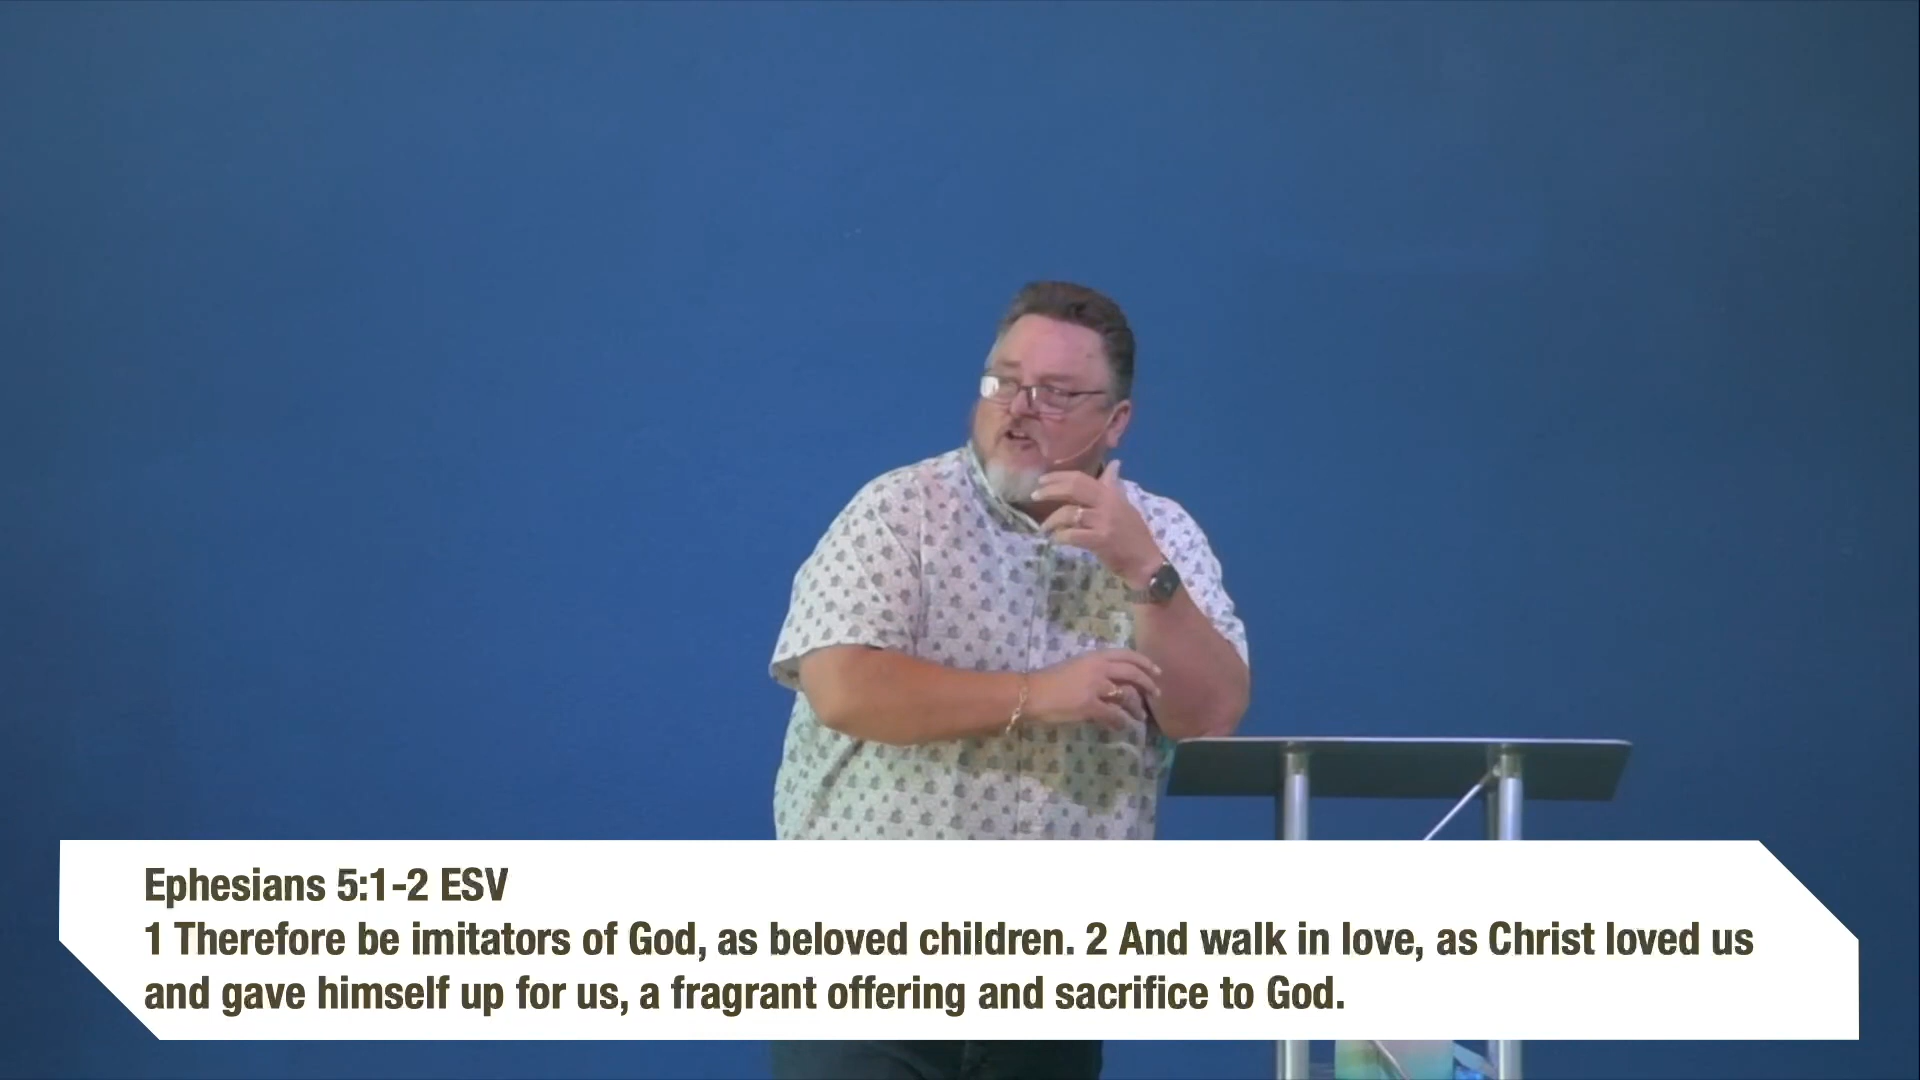 Ephesians 5:1-2 ESV
1 Therefore be imitators of God, as beloved children. 2 And walk in love, as Christ loved us
and gave himself up for us, a fragrant offering and sacrifice to God.